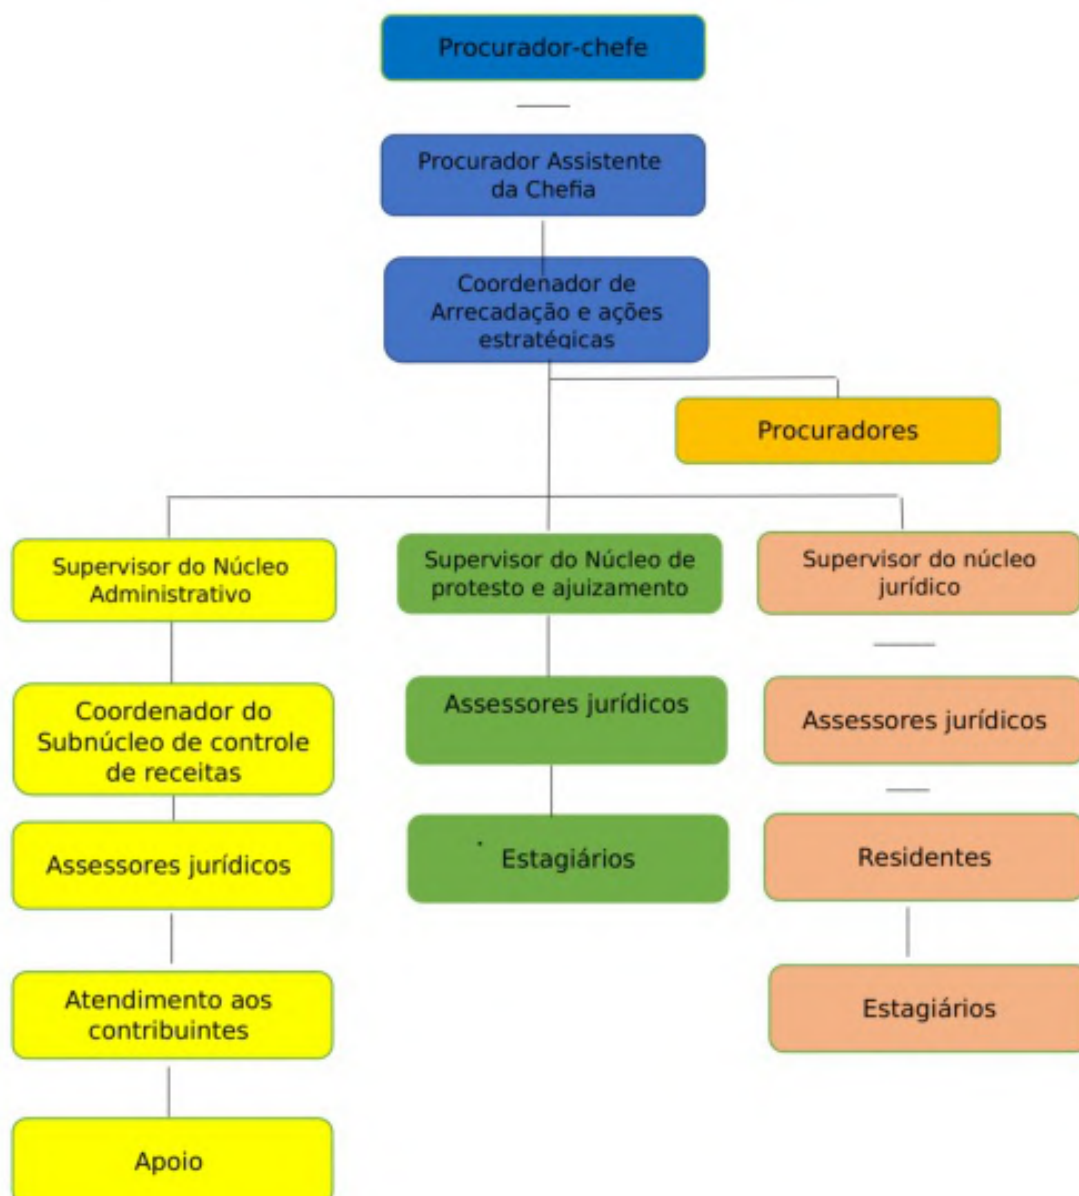 Procurador-chefe
Procurador Assistente
da Chefia
Coordenador de
Arrecadação e ações
estratégicas
Procuradores
Supervisor do Núcleo
Administrativo
Coordenador do
Subnúcleo de controle
de receitas
Assessores jurídicos
Atendimento aos
contribuintes
Apoio
Supervisor do Núcleo de
protesto e ajuizamento
Assessores jurídicos
Estagiários
Supervisor do núcleo
jurídico
Assessores jurídicos
Residentes
Estagiários